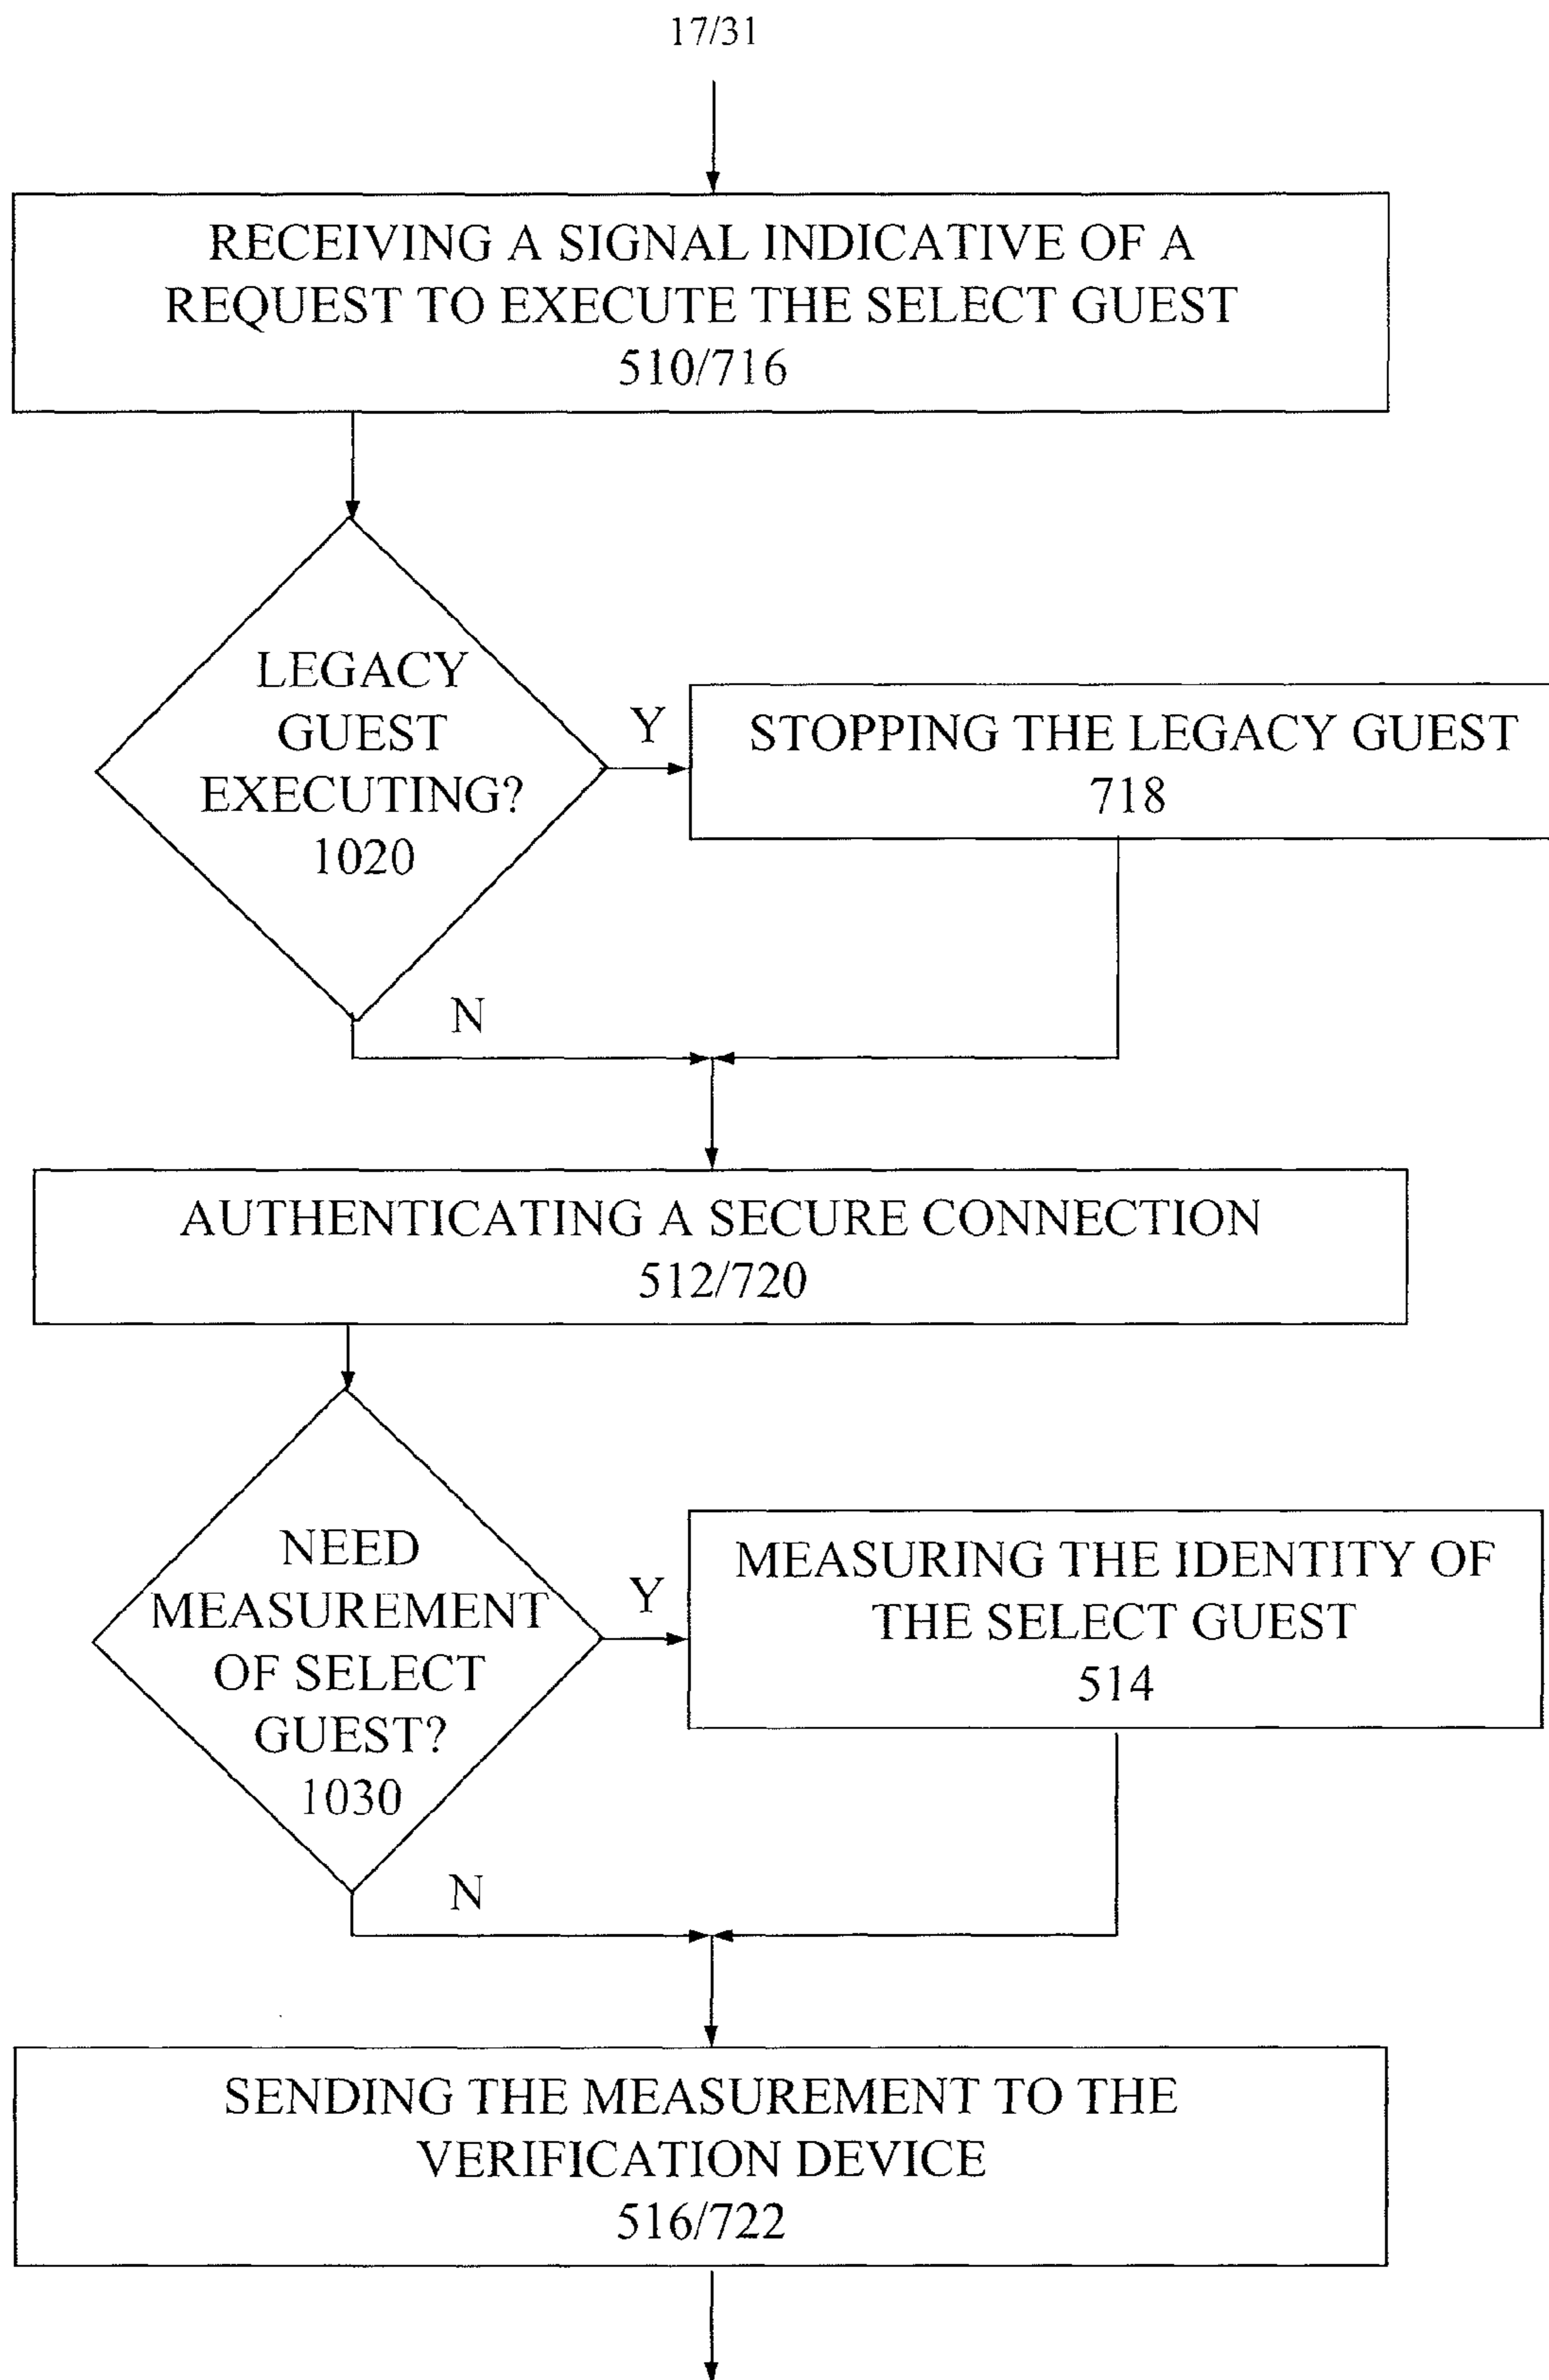 17/31
RECEIVING A SIGNAL INDICATIVE OF A
REQUEST TO EXECUTE THE SELECT GUEST
510/716
LEGACY
GUEST
EXECUTING?
1020
Y
STOPPING THE LEGACY GUEST
718
N
AUTHENTICATING A SECURE CONNECTION
512/720
NEED
MEASUREMENT
OF SELECT
GUEST?
1030
Y
MEASURING THE IDENTITY OF
THE SELECT GUEST
514
N
SENDING THE MEASUREMENT TO THE
VERIFICATION DEVICE
516/722